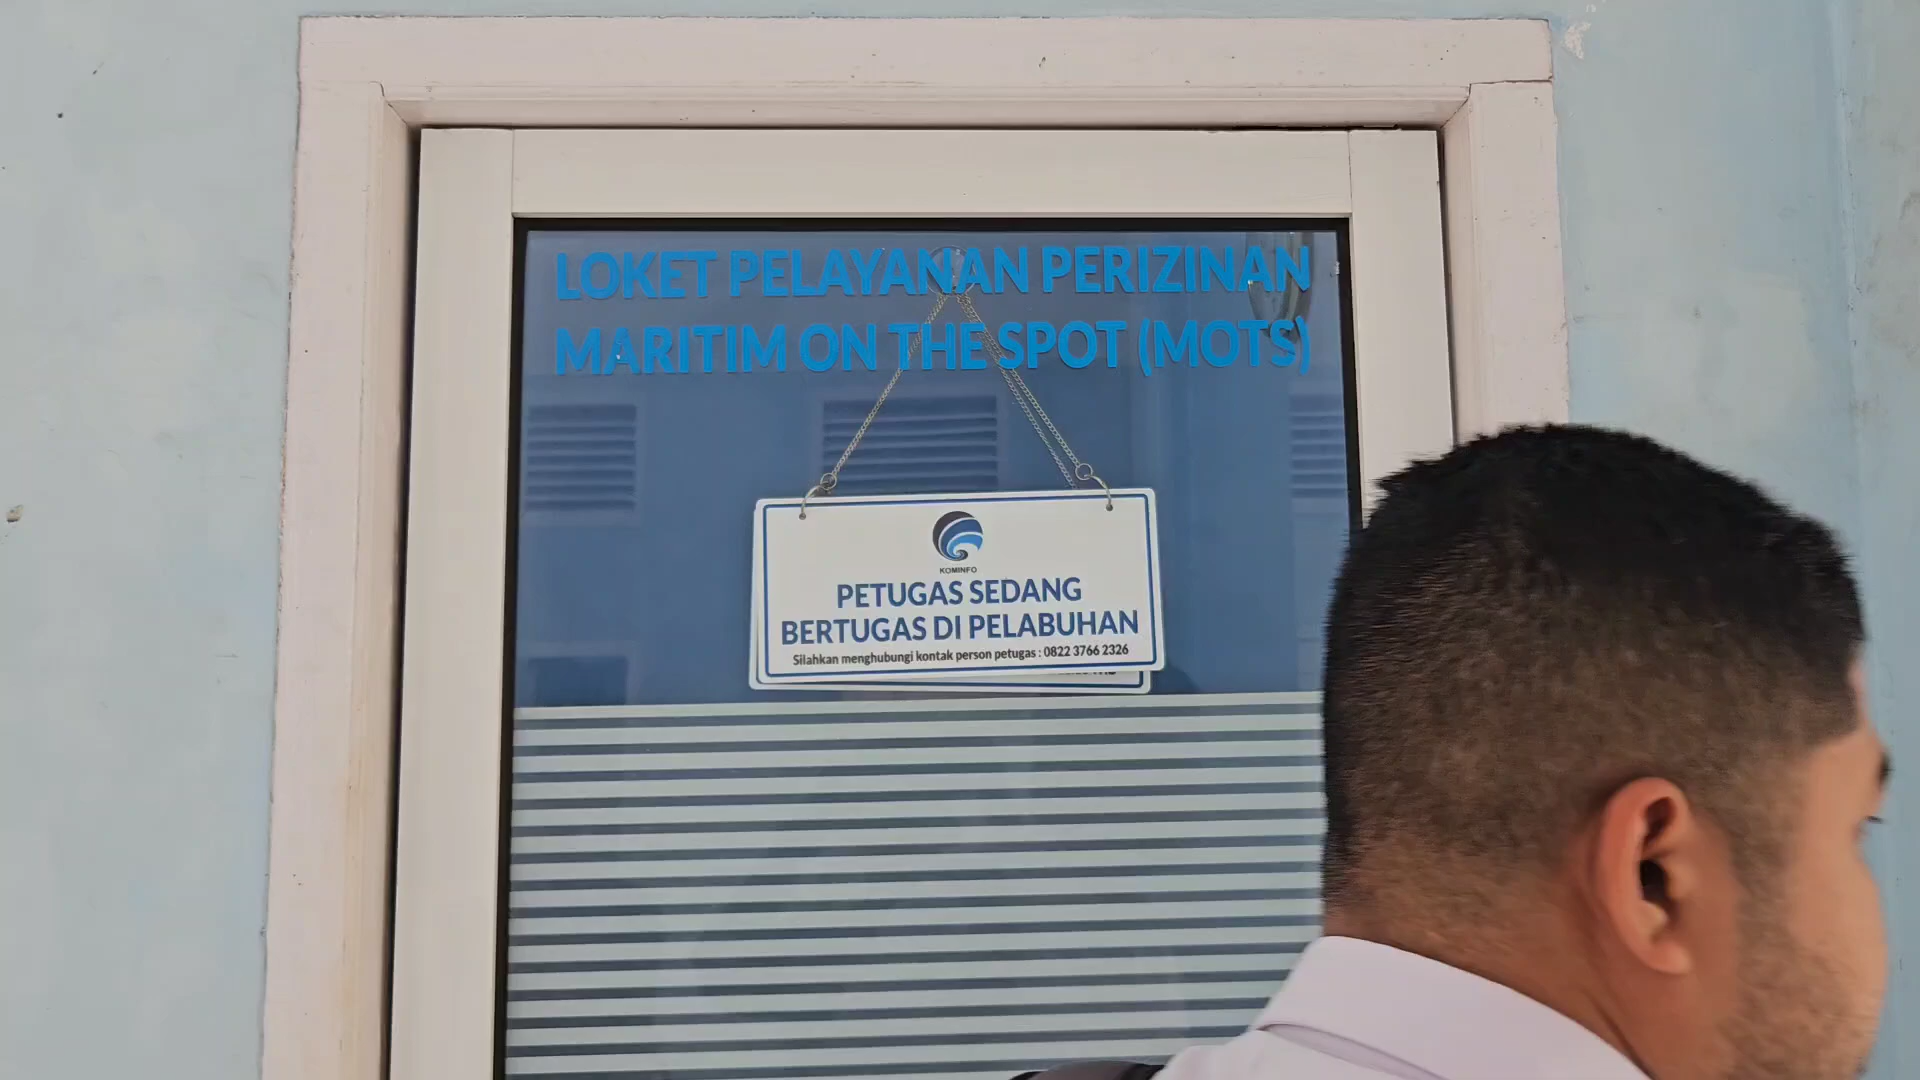 LOKET PELAYANAN PERIZINAN
MARITIM ON THE SPOT (MOTS)
KOMINFO
PETUGAS SEDANG
BERTUGAS DI PELABUHAN
Silahkan menghubungi kontak person petugas : 0822 3766 2326